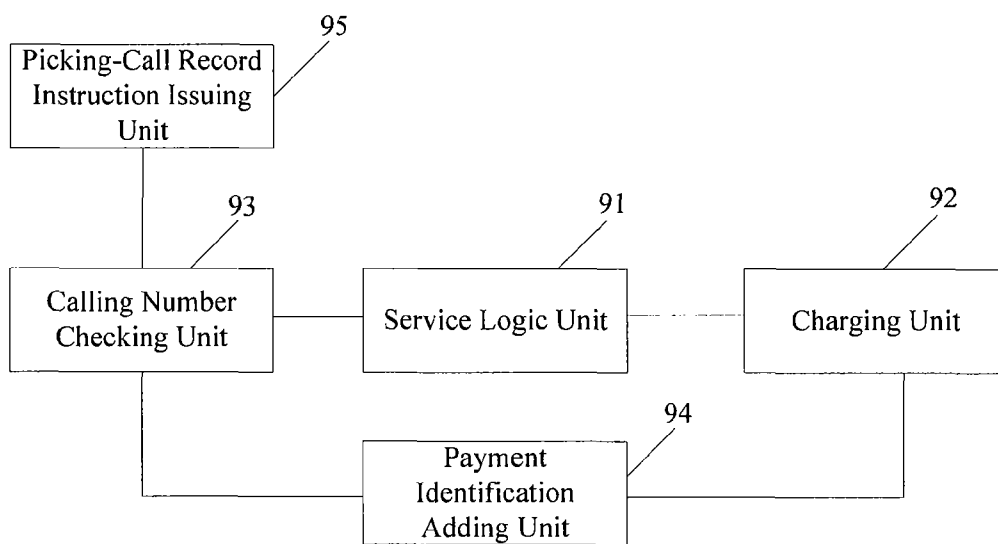 95
Picking-Call Record
Instruction Issuing
Unit
93
91
92
Calling Number
Checking Unit
Service Logic Unit
Charging Unit
94
Payment
Identification
Adding Unit